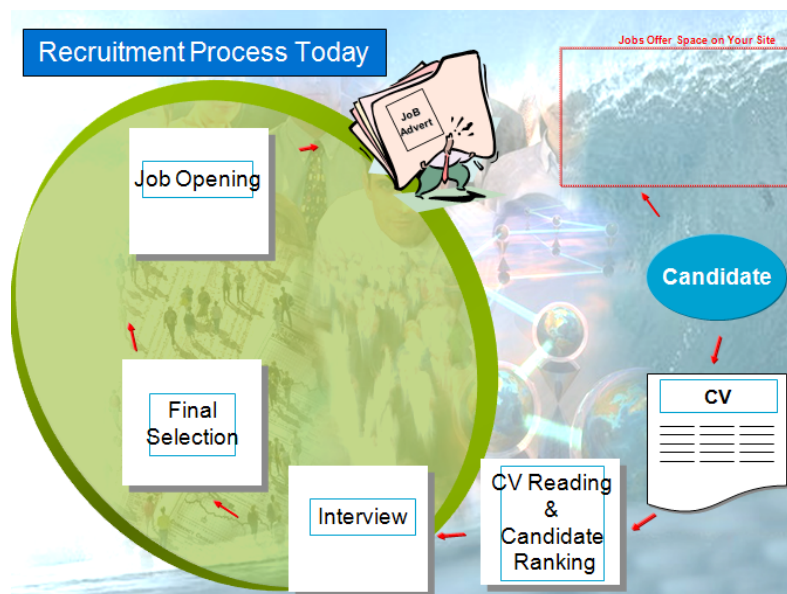 Recruitment Process Today
Jobs Offer Space on Your Site
JoB
Advert
Job Opening
Candidate
CV
Final
Selection
Interview
CV Reading
&
Candidate
Ranking